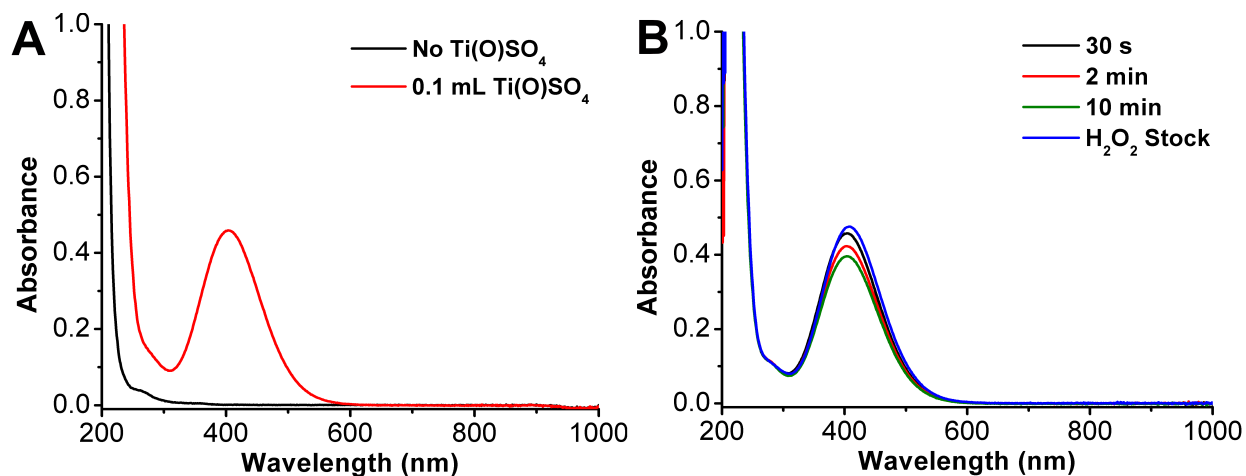 A
No Ti(O)SO4
0.1 mL Ti(O)SO4
Absorbance
1.0
0.8
0.6
0.4
0.2
0.0
200 400 600 800 1000
Wavelength (nm)
B
30 s
2 min
10 min
H2O2 Stock
Absorbance
1.0
0.8
0.6
0.4
0.2
0.0
200 400 600 800 1000
Wavelength (nm)